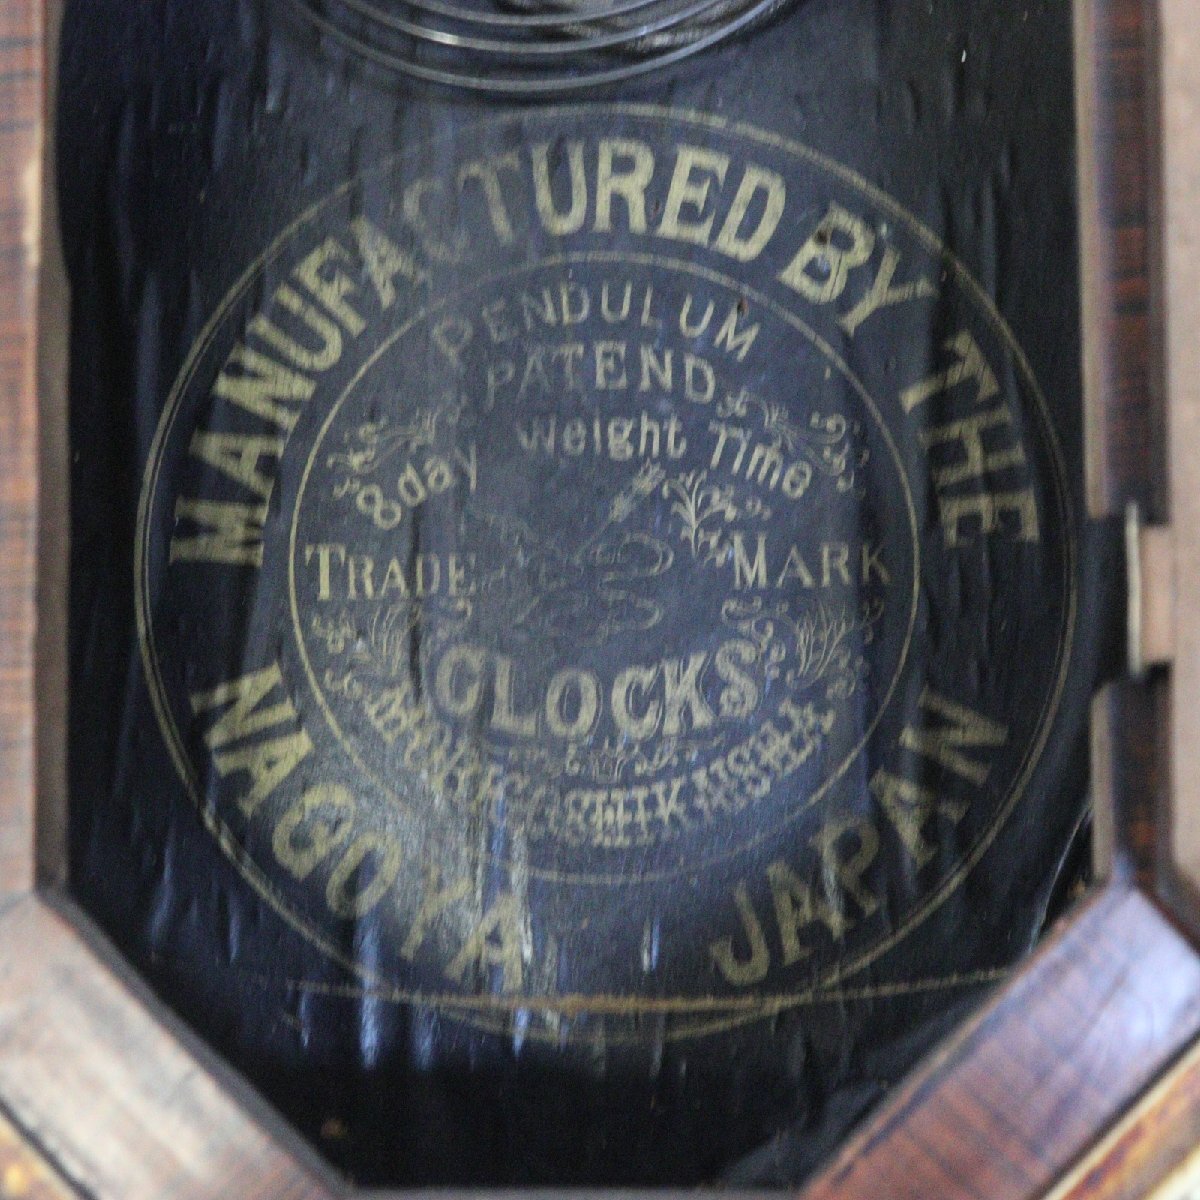 MANUFACTURED BY THE
PENDULUM
PATEND
8day Weight Time
TRADE MARK
CLOCKS
NAGOYA JAPAN